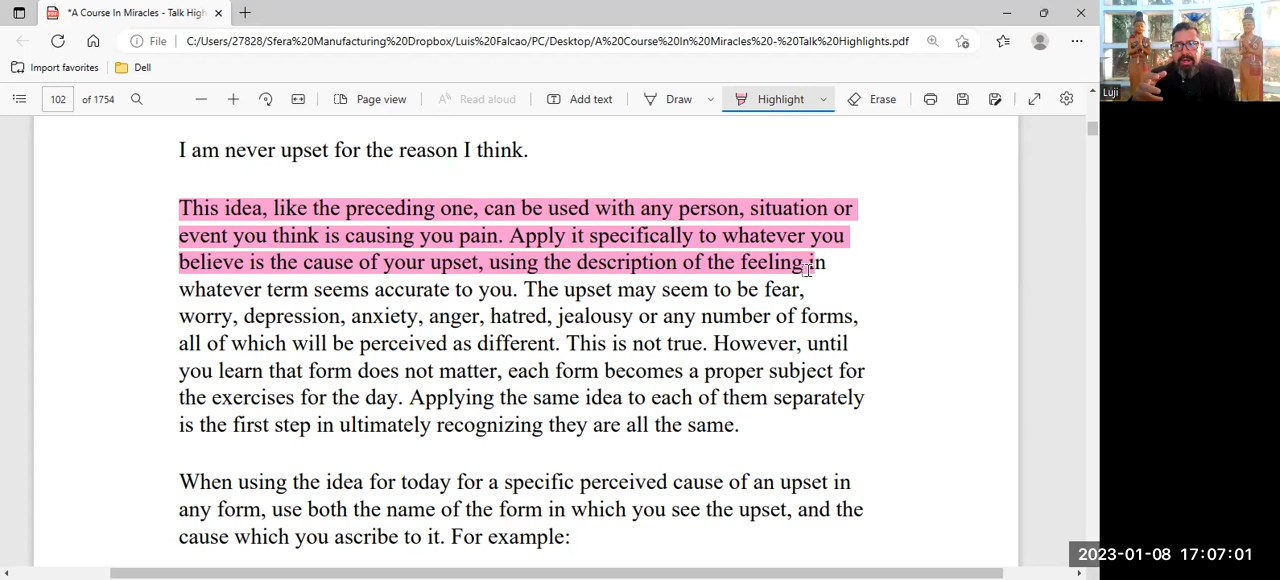 *A Course In Miracles - Talk High
File C:/Users/27828/Sfera%20Manufacturing%20Dropbox/Luis%20Falcao/PC/Desktop/A%20Course%20In%20Miracles%20-%20Talk%20Highlights.pdf
Import favorites Dell
102 of 1754 Page view Read aloud Add text Draw Highlight Erase
Lüji
I am never upset for the reason I think.
This idea, like the preceding one, can be used with any person, situation or
event you think is causing you pain. Apply it specifically to whatever you
believe is the cause of your upset, using the description of the feeling in
whatever term seems accurate to you. The upset may seem to be fear,
worry, depression, anxiety, anger, hatred, jealousy or any number of forms,
all of which will be perceived as different. This is not true. However, until
you learn that form does not matter, each form becomes a proper subject for
the exercises for the day. Applying the same idea to each of them separately
is the first step in ultimately recognizing they are all the same.
When using the idea for today for a specific perceived cause of an upset in
any form, use both the name of the form in which you see the upset, and the
cause which you ascribe to it. For example:
2023-01-08 17:07:01